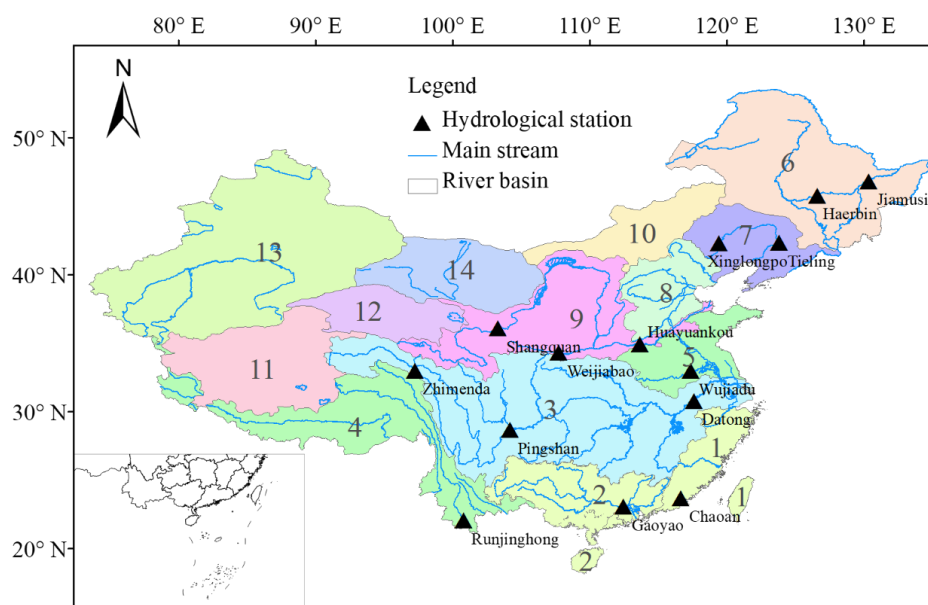 80° E 90° E 100° E 110° E 120° E 130° E
N
Legend
Hydrological station
Main stream
River basin
50° N
40° N
30° N
20° N
6
Jiamusi
Haerbin
7
10
XinglongpoTieling
13
14
8
12
9
Huayuankou
Shangquan
Weijiabao
5
11
Zhimenda
Wujiadu
3
Datong
4
Pingshan
1
2
1
Chaoan
Gaoyao
Runjinghong
2